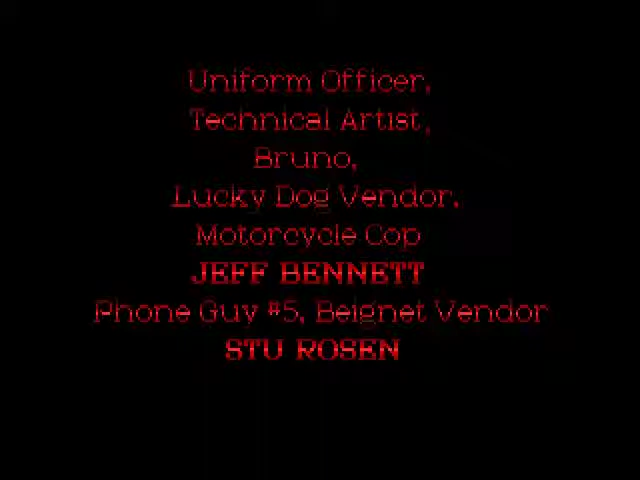 Uniform Officer,
Technical Artist,
Bruno,
Lucky Dog Vendor,
Motorcycle Cop
JEFF BENNETT
Phone Guy #5, Beignet Vendor
STU ROSEN